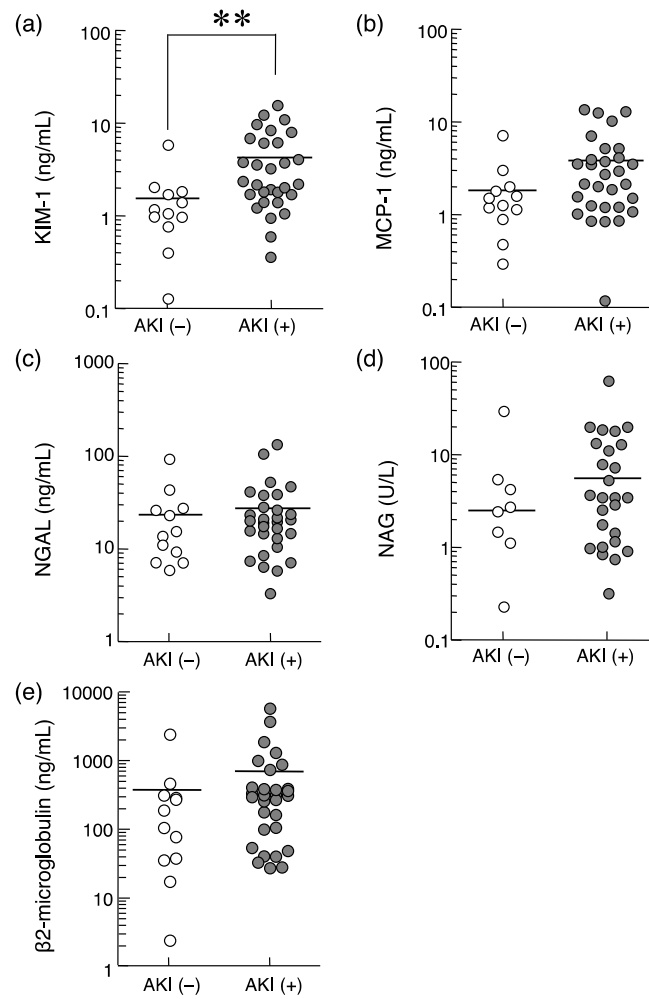 (a)
**
KIM-1 (ng/mL)
100
10
1
0.1
AKI (–)
AKI (+)
(b)
MCP-1 (ng/mL)
100
10
1
0.1
AKI (–)
AKI (+)
(c)
NGAL (ng/mL)
1000
100
10
1
AKI (–)
AKI (+)
(d)
NAG (U/L)
100
10
1
0.1
AKI (–)
AKI (+)
(e)
β2-microglobulin (ng/mL)
10000
1000
100
10
1
AKI (–)
AKI (+)